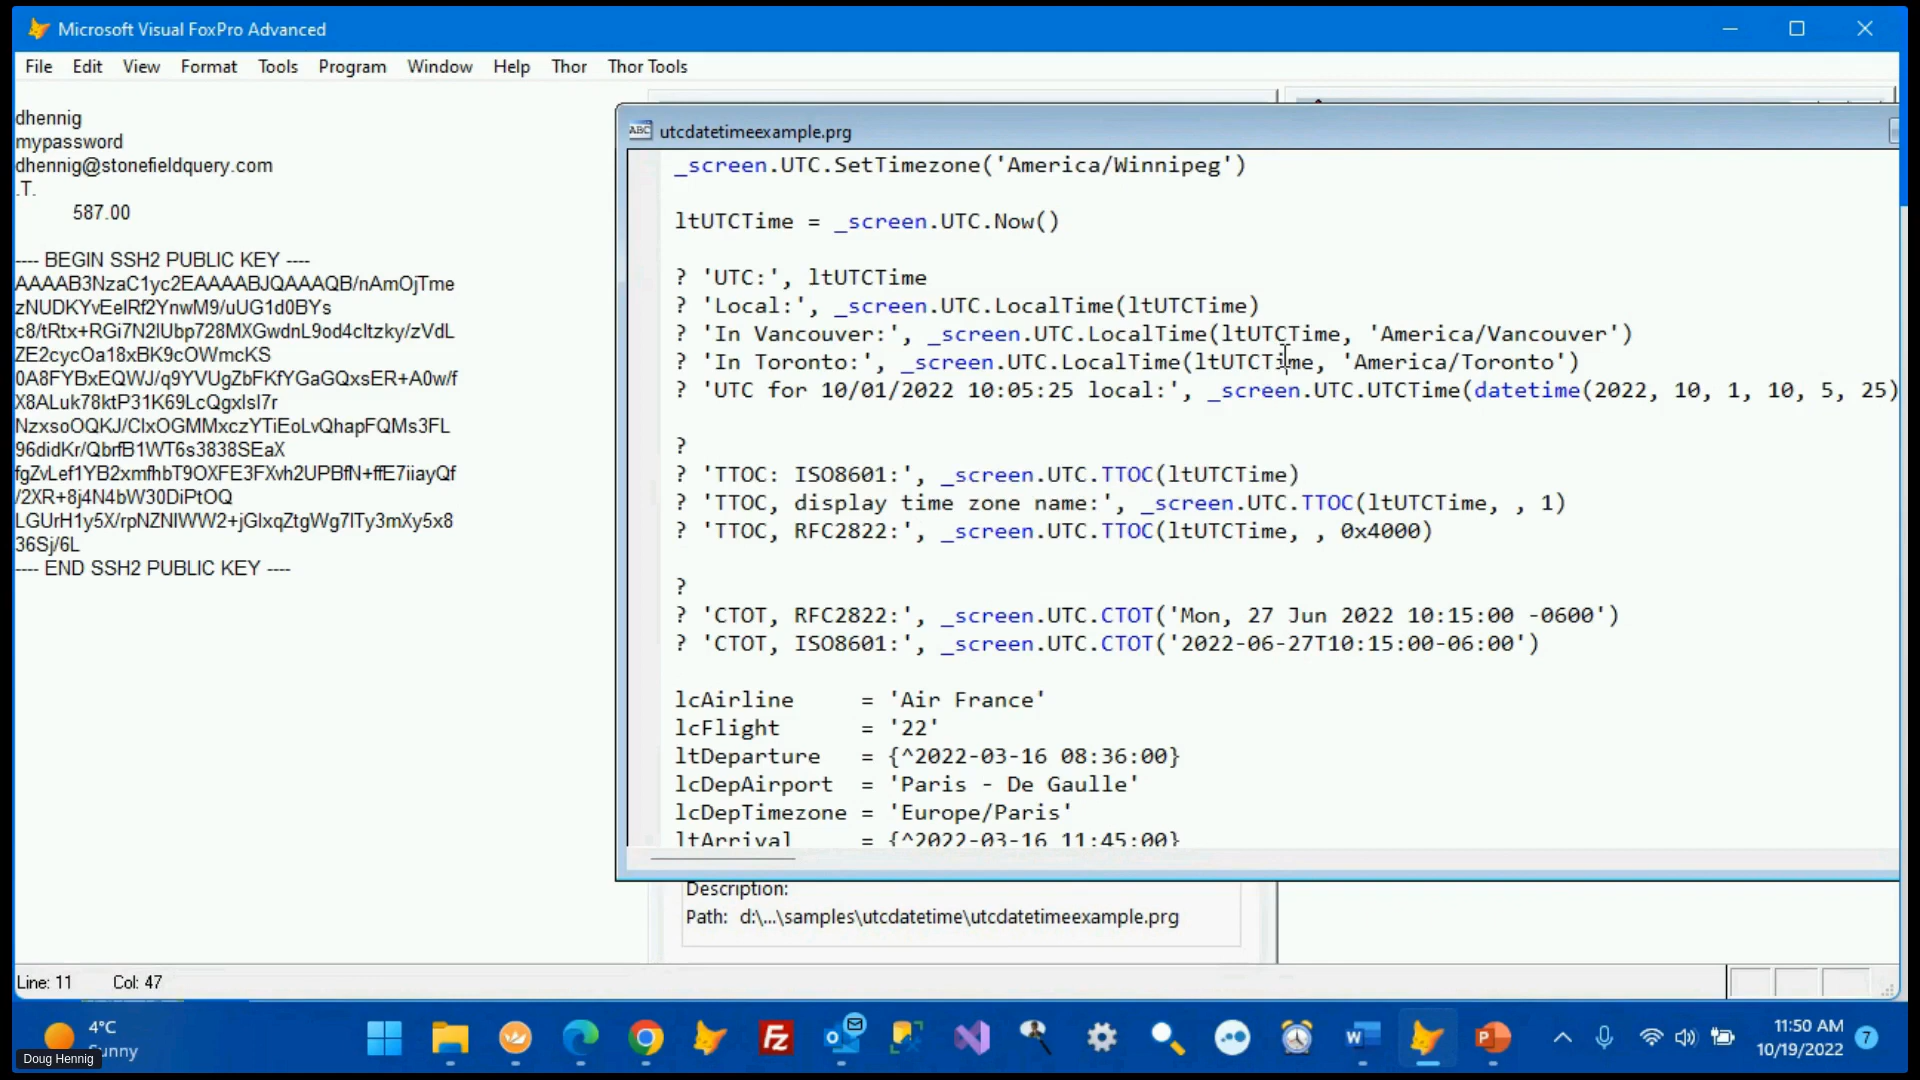 Microsoft Visual FoxPro Advanced
File Edit View Format Tools Program Window Help Thor Thor Tools
dhennig
mypassword
dhennig@stonefieldquery.com
.T.
587.00
---- BEGIN SSH2 PUBLIC KEY ----
AAAAB3NzaC1yc2EAAAABJQAAAQB/nAmOjTme
zNUDKYvEelRf2YnwM9/uUG1d0BYs
c8/tRtx+RGi7N2lUbp728MXGwdnL9od4cltzky/zVdL
ZE2cycOa18xBK9cOWmcKS
0A8FYBxEQWJ/q9YVUgZbFKfYGaGQxsER+A0w/f
X8ALuk78ktP31K69LcQgxlsl7r
NzxsoOQKJ/ClxOGMMxczYTiEoLvQhapFQMs3FL
96didKr/QbrfB1WT6s3838SEaX
fgZvLef1YB2xmfhbT9OXFE3FXvh2UPBfN+ffE7iiayQf
/2XR+8j4N4bW30DiPtOQ
LGUrH1y5X/rpNZNlWW2+jGlxqZtgWg7lTy3mXy5x8
36Sj/6L
---- END SSH2 PUBLIC KEY ----
utcdatetimeexample.prg
_screen.UTC.SetTimezone('America/Winnipeg')
ltUTCTime = _screen.UTC.Now()
? 'UTC:', ltUTCTime
? 'Local:', _screen.UTC.LocalTime(ltUTCTime)
? 'In Vancouver:', _screen.UTC.LocalTime(ltUTCTime, 'America/Vancouver')
? 'In Toronto:', _screen.UTC.LocalTime(ltUTCTime, 'America/Toronto')
? 'UTC for 10/01/2022 10:05:25 local:', _screen.UTC.UTCTime(datetime(2022, 10, 1, 10, 5, 25)
?
? 'TTOC: ISO8601:', _screen.UTC.TTOC(ltUTCTime)
? 'TTOC, display time zone name:', _screen.UTC.TTOC(ltUTCTime, , 1)
? 'TTOC, RFC2822:', _screen.UTC.TTOC(ltUTCTime, , 0x4000)
?
? 'CTOT, RFC2822:', _screen.UTC.CTOT('Mon, 27 Jun 2022 10:15:00 -0600')
? 'CTOT, ISO8601:', _screen.UTC.CTOT('2022-06-27T10:15:00-06:00')
lcAirline = 'Air France'
lcFlight = '22'
ltDeparture = {^2022-03-16 08:36:00}
lcDepAirport = 'Paris - De Gaulle'
lcDepTimezone = 'Europe/Paris'
ltArrival = {^2022-03-16 11:45:00}
Description:
Path: d:\...\samples\utcdatetime\utcdatetimeexample.prg
Line: 11 Col: 47
4°C
Sunny
Doug Hennig
11:50 AM
10/19/2022
7